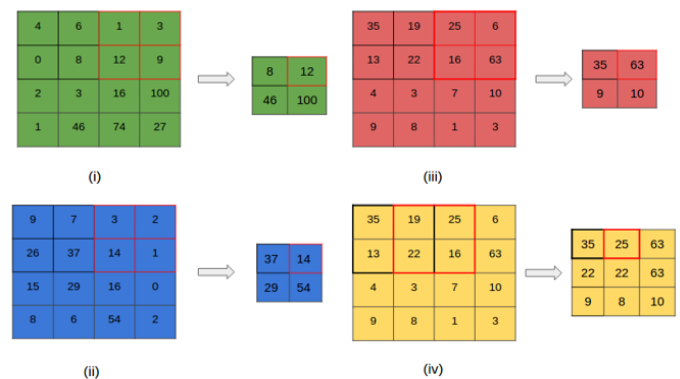 4 6 1 3
0 8 12 9
2 3 16 100
1 46 74 27
8 12
46 100
(i)
35 19 25 6
13 22 16 63
4 3 7 10
9 8 1 3
35 63
9 10
(iii)
9 7 3 2
26 37 14 1
15 29 16 0
8 6 54 2
37 14
29 54
(ii)
35 19 25 6
13 22 16 63
4 3 7 10
9 8 1 3
35 25 63
22 22 63
9 8 10
(iv)